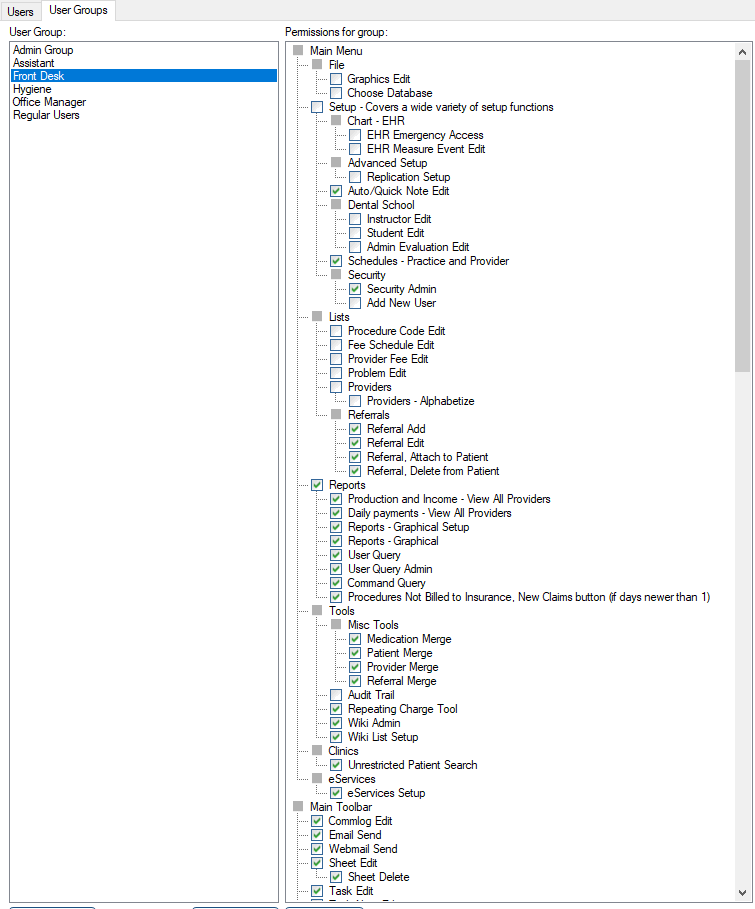 Users
User Groups
User Group:
Permissions for group:
Admin Group
Assistant
Front Desk
Hygiene
Office Manager
Regular Users
Main Menu
File
Graphics Edit
Choose Database
Setup - Covers a wide variety of setup functions
Chart - EHR
EHR Emergency Access
EHR Measure Event Edit
Advanced Setup
Replication Setup
Auto/Quick Note Edit
Dental School
Instructor Edit
Student Edit
Admin Evaluation Edit
Schedules - Practice and Provider
Security
Security Admin
Add New User
Lists
Procedure Code Edit
Fee Schedule Edit
Provider Fee Edit
Problem Edit
Providers
Providers - Alphabetize
Referrals
Referral Add
Referral Edit
Referral, Attach to Patient
Referral, Delete from Patient
Reports
Production and Income - View All Providers
Daily payments - View All Providers
Reports - Graphical Setup
Reports - Graphical
User Query
User Query Admin
Command Query
Procedures Not Billed to Insurance, New Claims button (if days newer than 1)
Tools
Misc Tools
Medication Merge
Patient Merge
Provider Merge
Referral Merge
Audit Trail
Repeating Charge Tool
Wiki Admin
Wiki List Setup
Clinics
Unrestricted Patient Search
eServices
eServices Setup
Main Toolbar
Commlog Edit
Email Send
Webmail Send
Sheet Edit
Sheet Delete
Task Edit